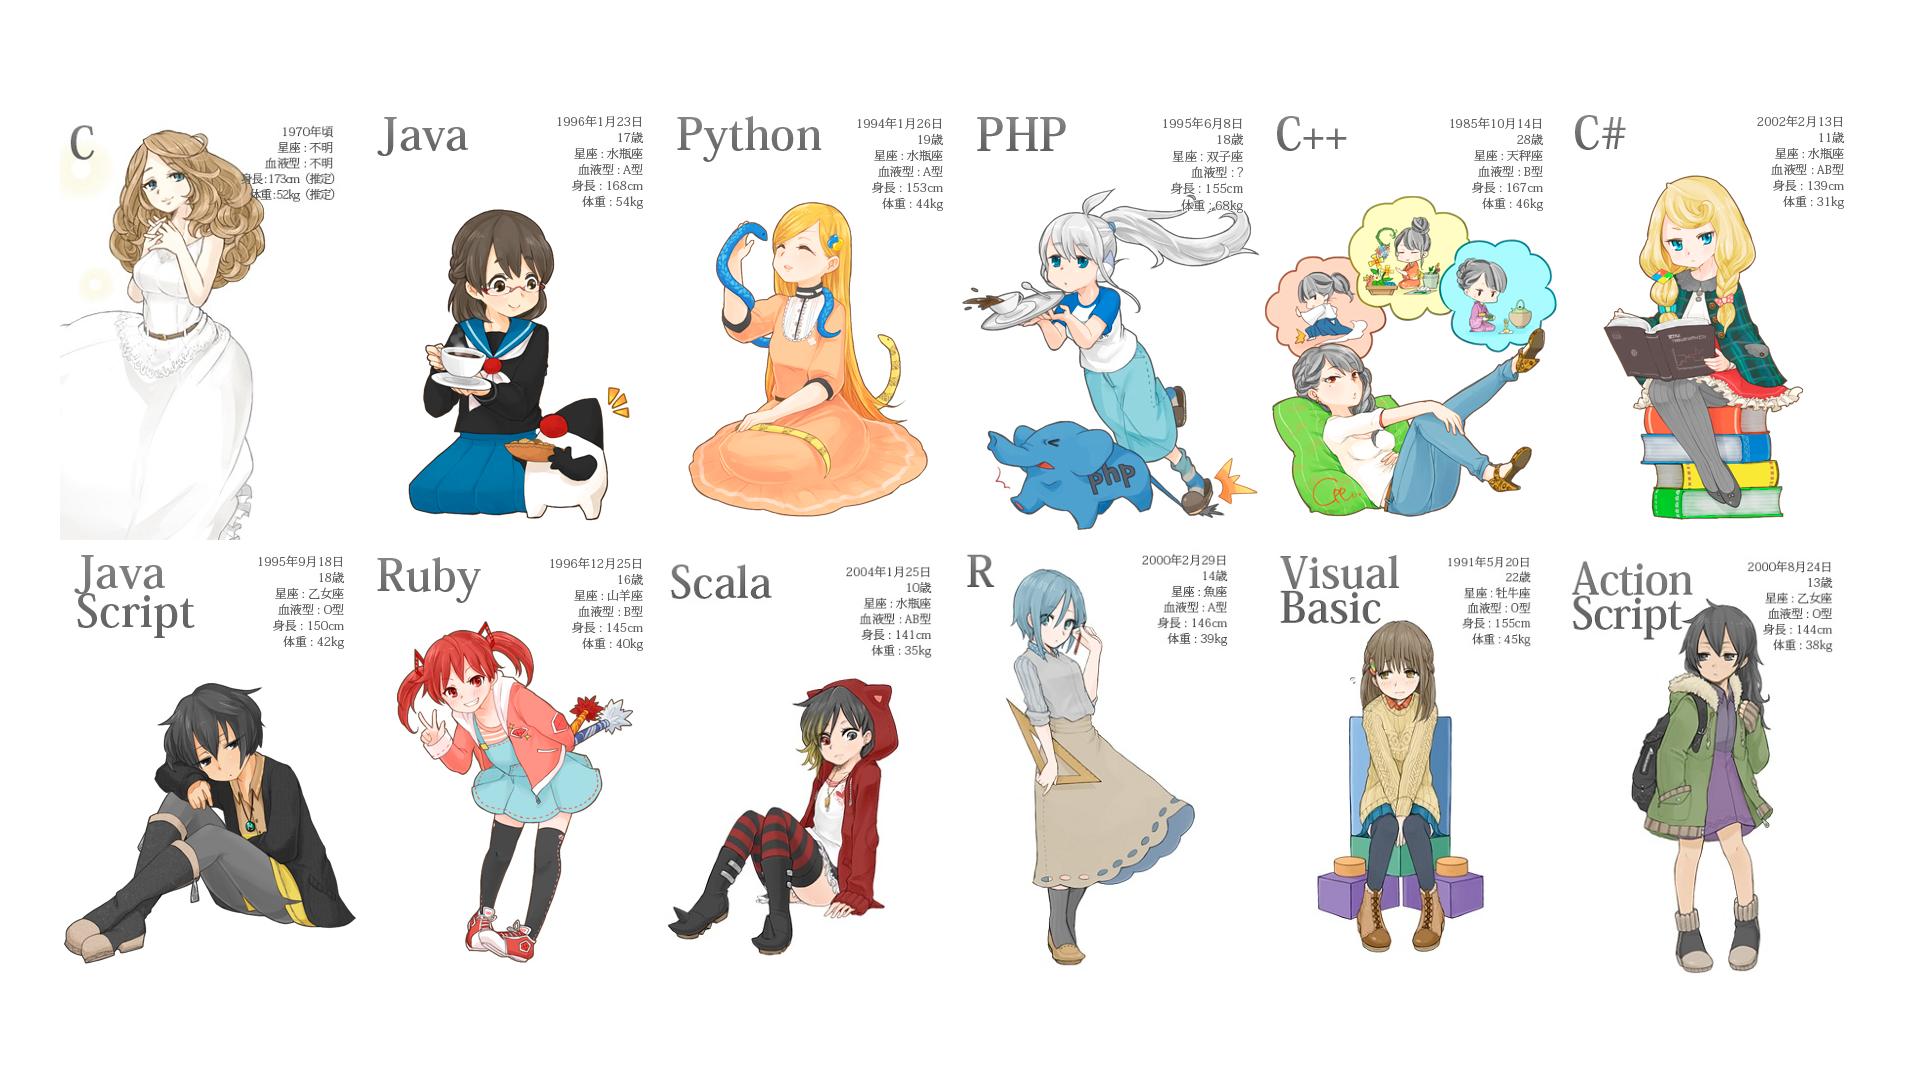 C
1970年頃
星座 : 不明
血液型 : 不明
身長 : 173cm（推定）
体重 : 52kg（推定）
Java
1996年1月23日
17歳
星座 : 水瓶座
血液型 : A型
身長 : 168cm
体重 : 54kg
Python
1994年1月26日
19歳
星座 : 水瓶座
血液型 : A型
身長 : 153cm
体重 : 44kg
PHP
1995年6月8日
18歳
星座 : 双子座
血液型 : ?
身長 : 155cm
体重 : 68kg
php
C++
1985年10月14日
28歳
星座 : 天秤座
血液型 : B型
身長 : 167cm
体重 : 46kg
C#
2002年2月13日
11歳
星座 : 水瓶座
血液型 : AB型
身長 : 139cm
体重 : 31kg
Java
Script
1995年9月18日
18歳
星座 : 乙女座
血液型 : O型
身長 : 150cm
体重 : 42kg
Ruby
1996年12月25日
16歳
星座 : 山羊座
血液型 : B型
身長 : 145cm
体重 : 40kg
Scala
2004年1月25日
10歳
星座 : 水瓶座
血液型 : AB型
身長 : 141cm
体重 : 35kg
R
2000年2月29日
14歳
星座 : 魚座
血液型 : A型
身長 : 146cm
体重 : 39kg
Visual
Basic
1991年5月20日
22歳
星座 : 牡牛座
血液型 : O型
身長 : 155cm
体重 : 45kg
Action
Script
2000年8月24日
13歳
星座 : 乙女座
血液型 : O型
身長 : 144cm
体重 : 38kg